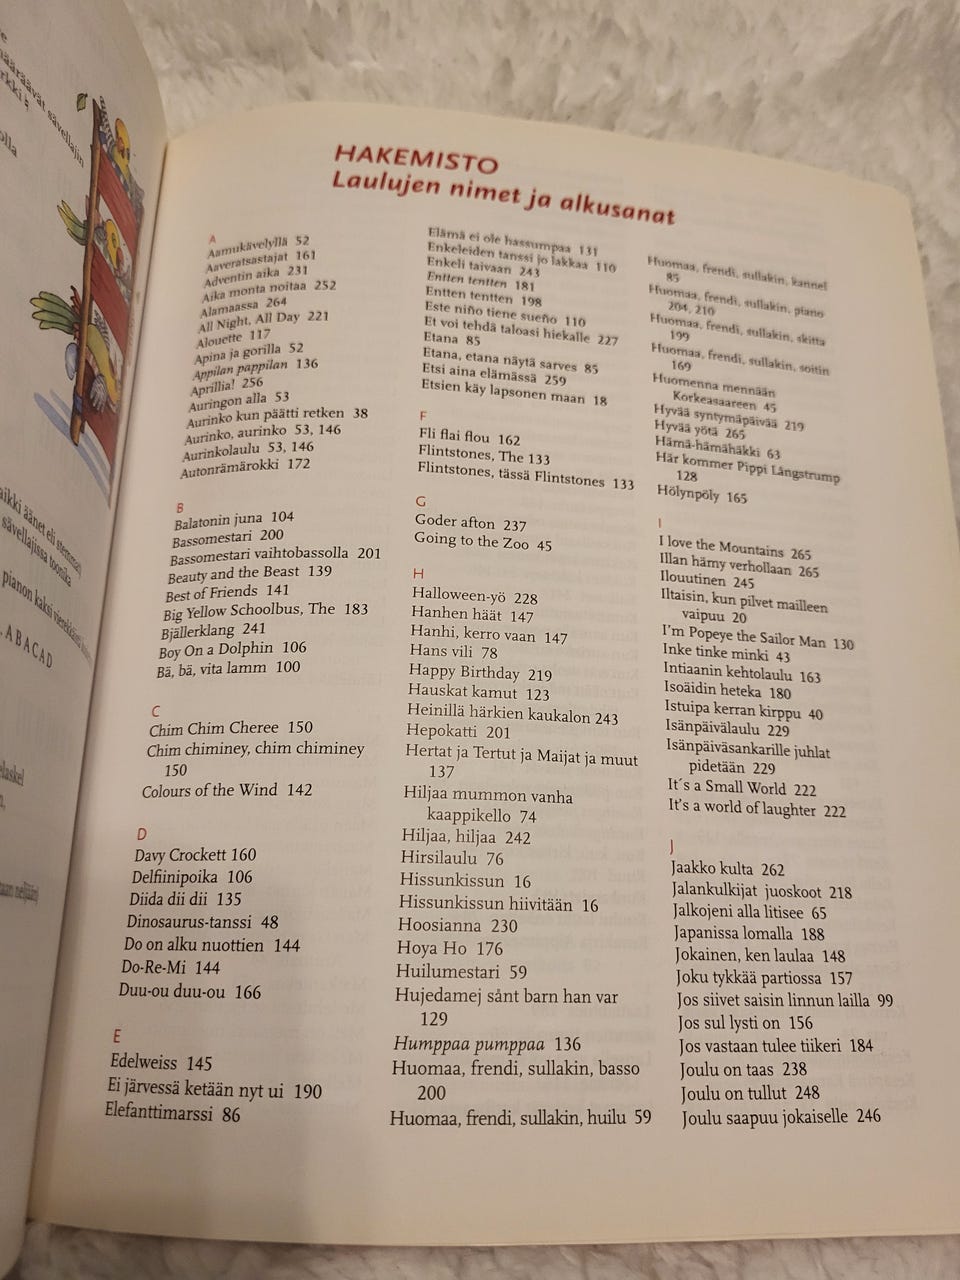 määräävät sävellajin
rkki 5
olla
aikki äänet eli stemmat
sävellajissa toonika
pianon kaksi vierekkäistä
ABACAD
HAKEMISTO
Laulujen nimet ja alkusanat
A
Aamukävelyllä 52
Aaveratsastajat 161
Adventin aika 231
Aika monta noitaa 252
Alamaassa 264
All Night, All Day 221
Alouette 117
Apina ja gorilla 52
Appilan pappilan 136
Aprillia! 256
Auringon alla 53
Aurinko kun päätti retken 38
Aurinko, aurinko 53, 146
Aurinkolaulu 53, 146
Autonrämärokki 172
B
Balatonin juna 104
Bassomestari 200
Bassomestari vaihtobassolla 201
Beauty and the Beast 139
Best of Friends 141
Big Yellow Schoolbus, The 183
Bjällerklang 241
Boy On a Dolphin 106
Bä, bä, vita lamm 100
C
Chim Chim Cheree 150
Chim chiminey, chim chiminey
150
Colours of the Wind 142
D
Davy Crockett 160
Delfiinipoika 106
Diida dii dii 135
Dinosaurus-tanssi 48
Do on alku nuottien 144
Do-Re-Mi 144
Duu-ou duu-ou 166
E
Edelweiss 145
Ei järvessä ketään nyt ui 190
Elefanttimarssi 86
Elämä ei ole hassumpaa 131
Enkeleiden tanssi jo lakkaa 110
Enkeli taivaan 243
Entten tentten 181
Entten tentten 198
Este niño tiene sueño 110
Et voi tehdä taloasi hiekalle 227
Etana 85
Etana, etana näytä sarves 85
Etsi aina elämässä 259
Etsien käy lapsonen maan 18
F
Fli flai flou 162
Flintstones, The 133
Flintstones, tässä Flintstones 133
G
Goder afton 237
Going to the Zoo 45
H
Halloween-yö 228
Hanhen häät 147
Hanhi, kerro vaan 147
Hans vili 78
Happy Birthday 219
Hauskat kamut 123
Heinillä härkien kaukalon 243
Hepokatti 201
Hertat ja Tertut ja Maijat ja muut
137
Hiljaa mummon vanha
kaappikello 74
Hiljaa, hiljaa 242
Hirsilaulu 76
Hissunkissun 16
Hissunkissun hiivitään 16
Hoosianna 230
Hoya Ho 176
Huilumestari 59
Hujedamej sånt barn han var
129
Humppaa pumppaa 136
Huomaa, frendi, sullakin, basso
200
Huomaa, frendi, sullakin, huilu 59
Huomaa, frendi, sullakin, kannel
85
Huomaa, frendi, sullakin, piano
204, 210
Huomaa, frendi, sullakin, skitta
199
Huomaa, frendi, sullakin, soitin
169
Huomenna mennään
Korkeasaareen 45
Hyvää syntymäpäivää 219
Hyvää yötä 265
Hämä-hämähäkki 63
Här kommer Pippi Långstrump
128
Hölynpöly 165
I
I love the Mountains 265
Illan hämy verhollaan 265
Ilouutinen 245
Iltaisin, kun pilvet mailleen
vaipuu 20
I'm Popeye the Sailor Man 130
Inke tinke minki 43
Intiaanin kehtolaulu 163
Isoäidin heteka 180
Istuipa kerran kirppu 40
Isänpäivälaulu 229
Isänpäiväsankarille juhlat
pidetään 229
It´s a Small World 222
It's a world of laughter 222
J
Jaakko kulta 262
Jalankulkijat juoskoot 218
Jalkojeni alla litisee 65
Japanissa lomalla 188
Jokainen, ken laulaa 148
Joku tykkää partiossa 157
Jos siivet saisin linnun lailla 99
Jos sul lysti on 156
Jos vastaan tulee tiikeri 184
Joulu on taas 238
Joulu on tullut 248
Joulu saapuu jokaiselle 246